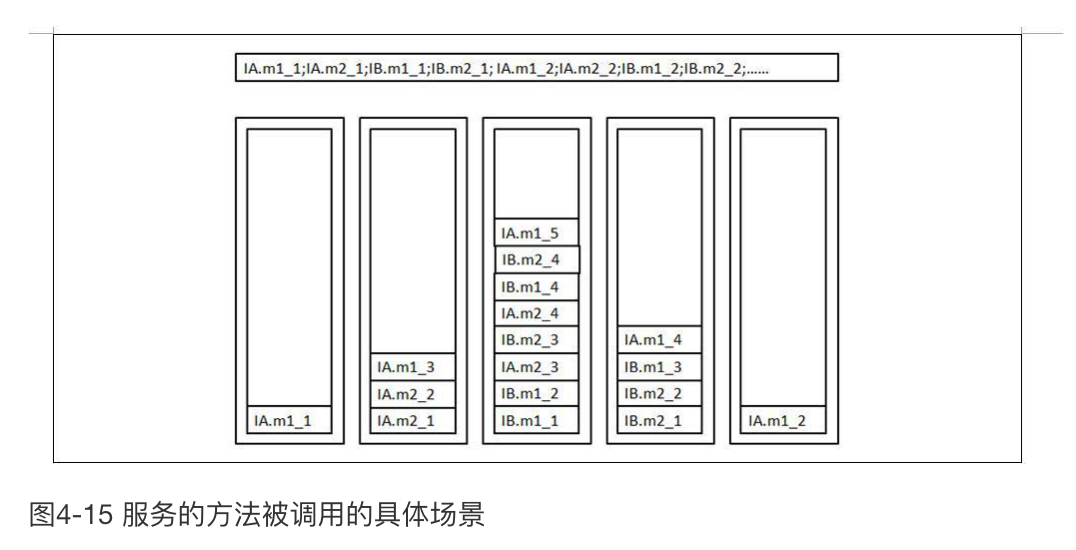 IA.m1_1;IA.m2_1;IB.m1_1;IB.m2_1; IA.m1_2;IA.m2_2;IB.m1_2;IB.m2_2;......
IA.m1_1
IA.m1_3
IA.m2_2
IA.m2_1
IA.m1_5
IB.m2_4
IB.m1_4
IA.m2_4
IB.m2_3
IA.m2_3
IB.m1_2
IB.m1_1
IA.m1_4
IB.m1_3
IB.m2_2
IB.m2_1
IA.m1_2
图4-15 服务的方法被调用的具体场景